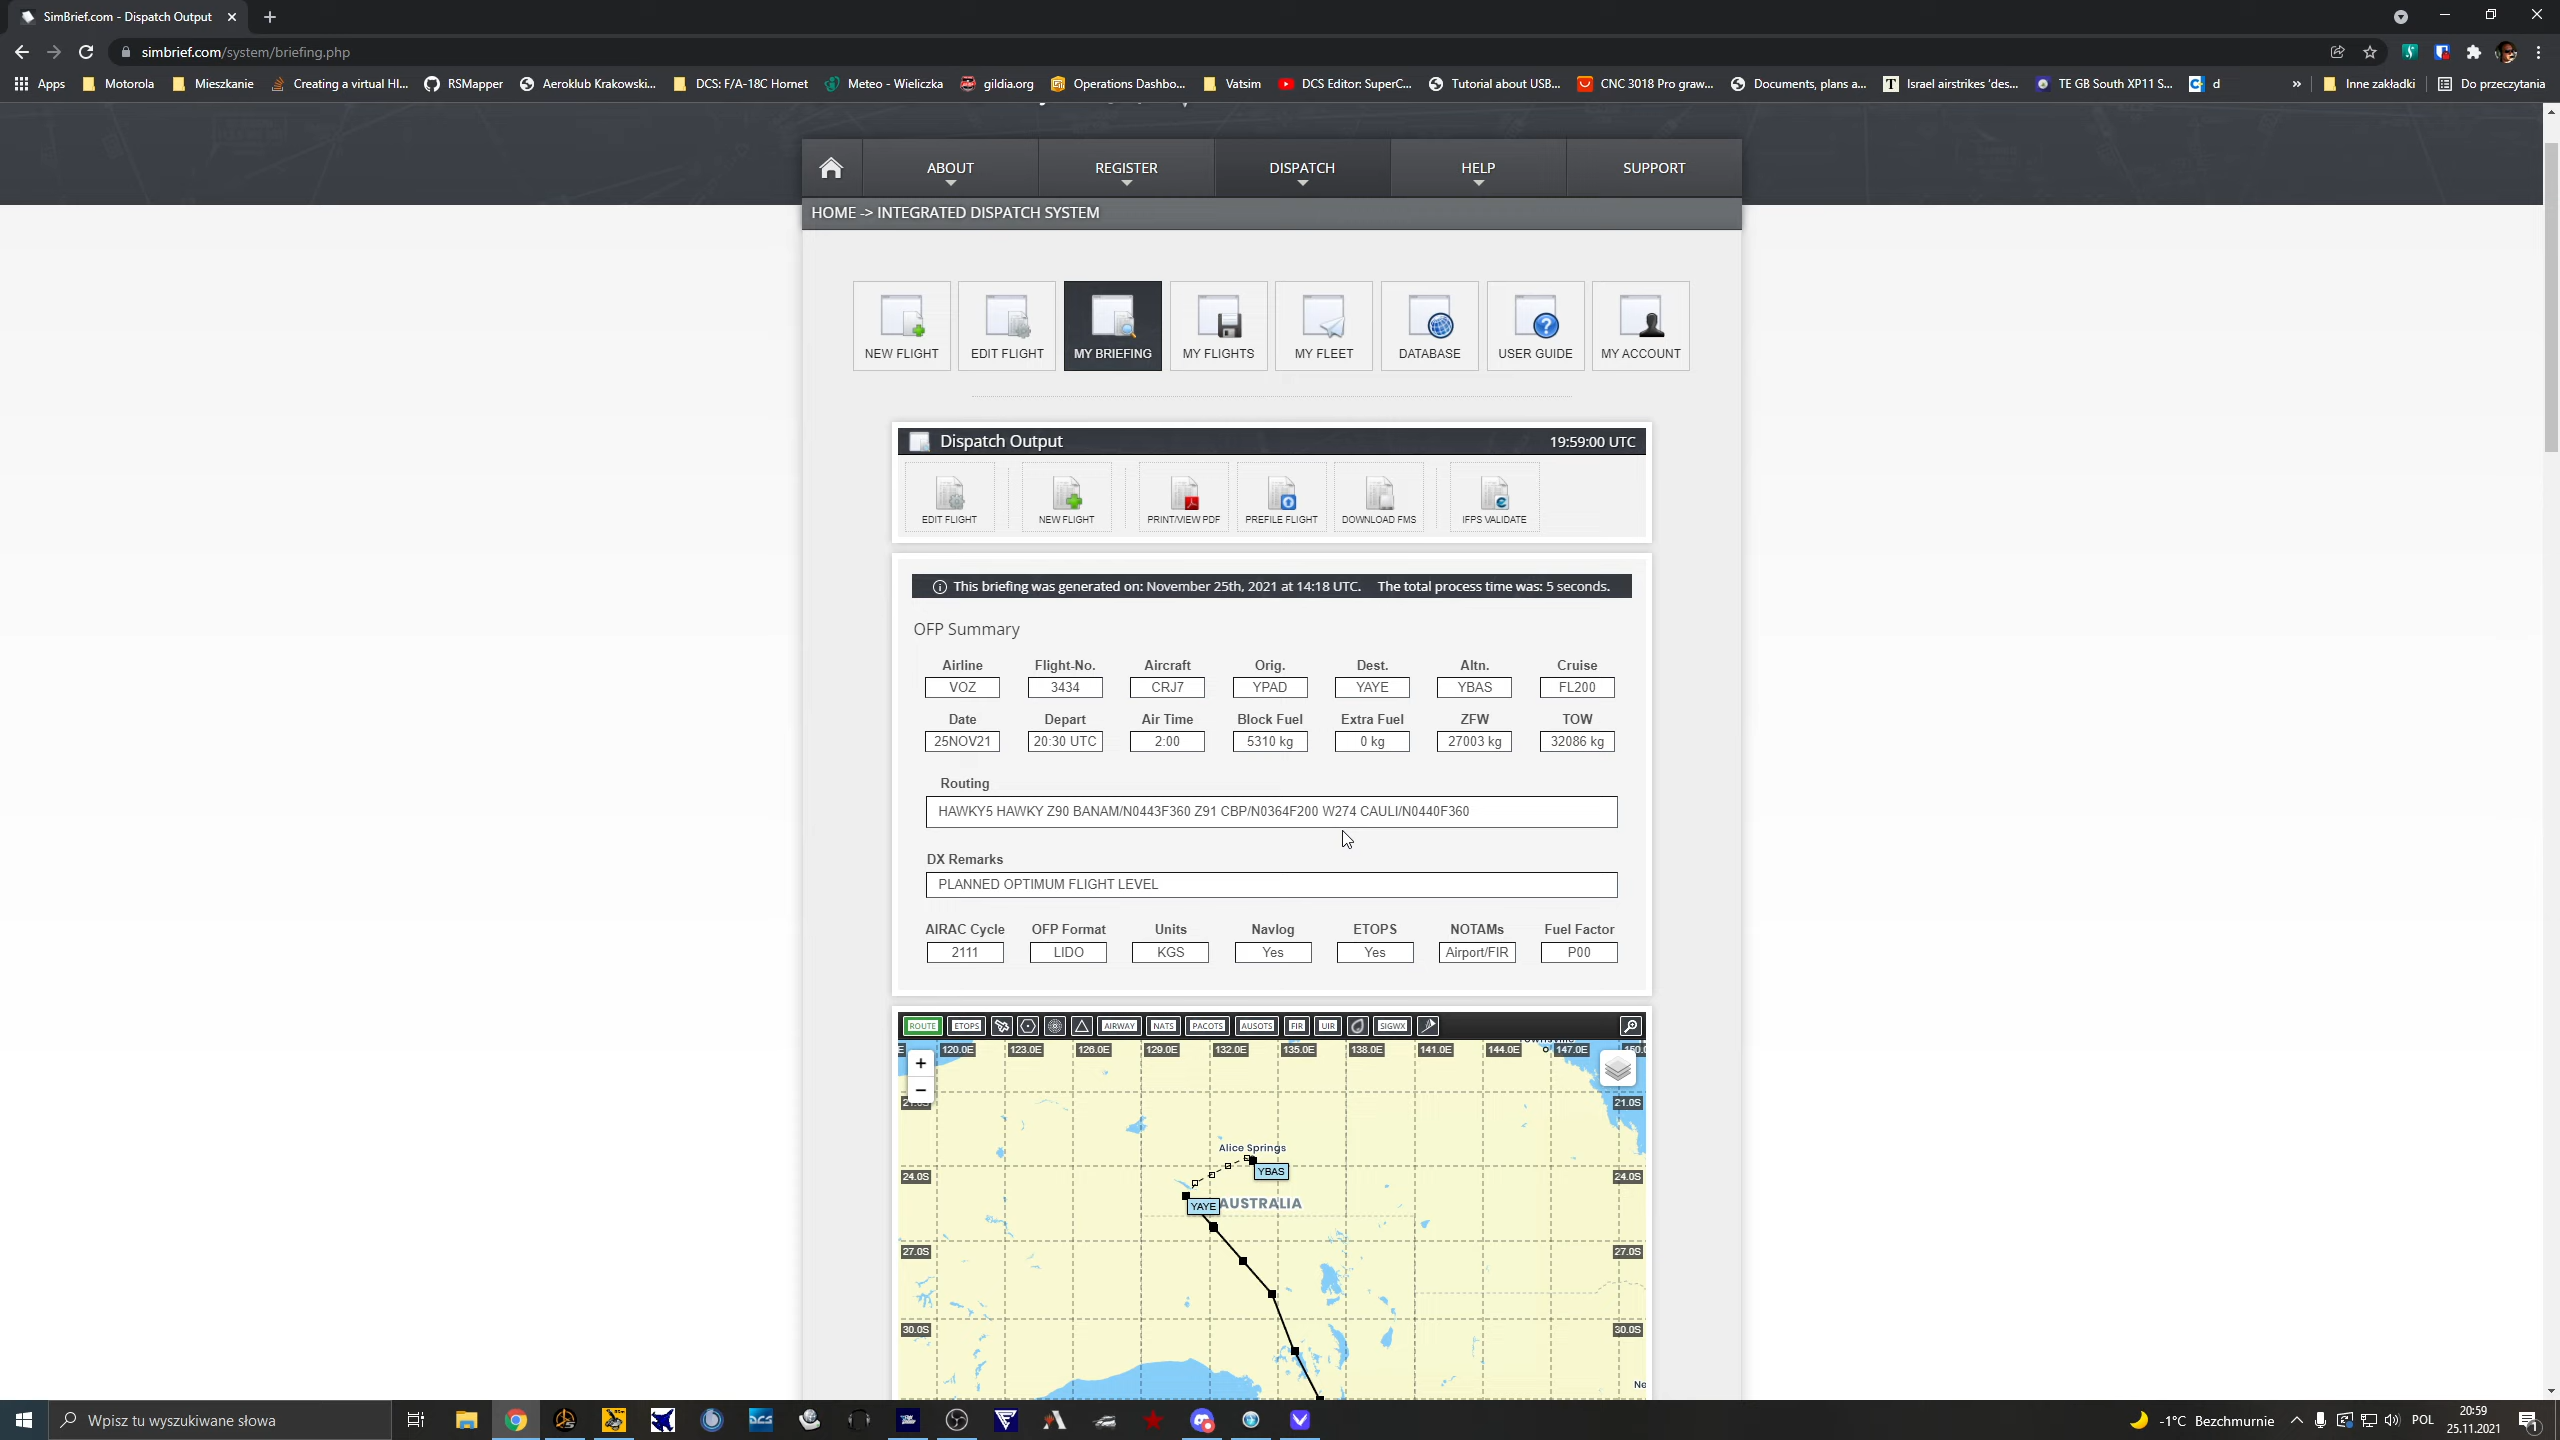 SimBrief.com - Dispatch Output
simbrief.com/system/briefing.php
Apps Motorola Mieszkanie Creating a virtual HI... RSMapper Aeroklub Krakowski... DCS: F/A-18C Hornet Meteo - Wieliczka gildia.org Operations Dashbo... Vatsim DCS Editor: SuperC... Tutorial about USB... CNC 3018 Pro graw... Documents, plans a... Israel airstrikes 'des... TE GB South XP11 S... d » Inne zakładki Do przeczytania
ABOUT REGISTER DISPATCH HELP SUPPORT
HOME -> INTEGRATED DISPATCH SYSTEM
NEW FLIGHT EDIT FLIGHT MY BRIEFING MY FLIGHTS MY FLEET DATABASE USER GUIDE MY ACCOUNT
Dispatch Output 19:59:00 UTC
EDIT FLIGHT NEW FLIGHT PRINT/VIEW PDF PREFILE FLIGHT DOWNLOAD FMS IFPS VALIDATE
This briefing was generated on: November 25th, 2021 at 14:18 UTC. The total process time was: 5 seconds.
OFP Summary
Airline Flight-No. Aircraft Orig. Dest. Altn. Cruise
VOZ 3434 CRJ7 YPAD YAYE YBAS FL200
Date Depart Air Time Block Fuel Extra Fuel ZFW TOW
25NOV21 20:30 UTC 2:00 5310 kg 0 kg 27003 kg 32086 kg
Routing
HAWKY5 HAWKY Z90 BANAM/N0443F360 Z91 CBP/N0364F200 W274 CAULI/N0440F360
DX Remarks
PLANNED OPTIMUM FLIGHT LEVEL
AIRAC Cycle OFP Format Units Navlog ETOPS NOTAMs Fuel Factor
2111 LIDO KGS Yes Yes Airport/FIR P00
ROUTE ETOPS AIRWAY NATS PACOTS AUSOTS FIR UIR SIGWX
120.0E 123.0E 126.0E 129.0E 132.0E 135.0E 138.0E 141.0E 144.0E 147.0E
+
−
21.0S
Alice Springs
YBAS
24.0S 24.0S
YAYE AUSTRALIA
27.0S 27.0S
30.0S 30.0S
Wpisz tu wyszukiwane słowa
-1°C Bezchmurnie POL 20:59
25.11.2021